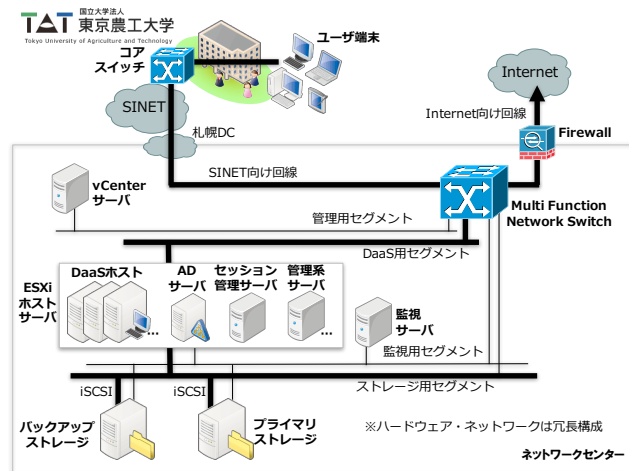 TAT
国立大学法人
東京農工大学
Tokyo University of Agriculture and Technology
コア
スイッチ
ユーザ端末
Internet
SINET
Internet向け回線
札幌DC
Firewall
SINET向け回線
vCenter
サーバ
Multi Function
Network Switch
管理用セグメント
DaaS用セグメント
ESXi
ホスト
サーバ
DaaSホスト
...
AD
サーバ
セッション
管理サーバ
管理系
サーバ
...
監視
サーバ
監視用セグメント
ストレージ用セグメント
iSCSI
iSCSI
バックアップ
ストレージ
プライマリ
ストレージ
※ハードウェア・ネットワークは冗長構成
ネットワークセンター